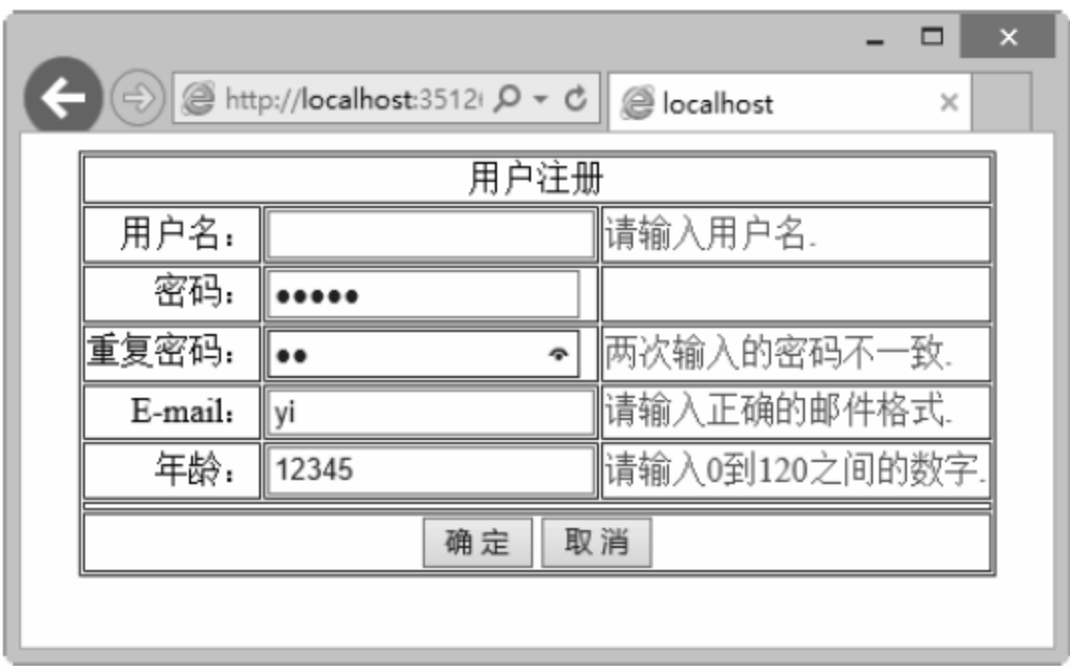 http://localhost:3512
localhost
用户注册
用户名： 请输入用户名.
密码： •••••
重复密码： •• 两次输入的密码不一致.
E-mail： yi 请输入正确的邮件格式.
年龄： 12345 请输入0到120之间的数字.
确 定 取 消